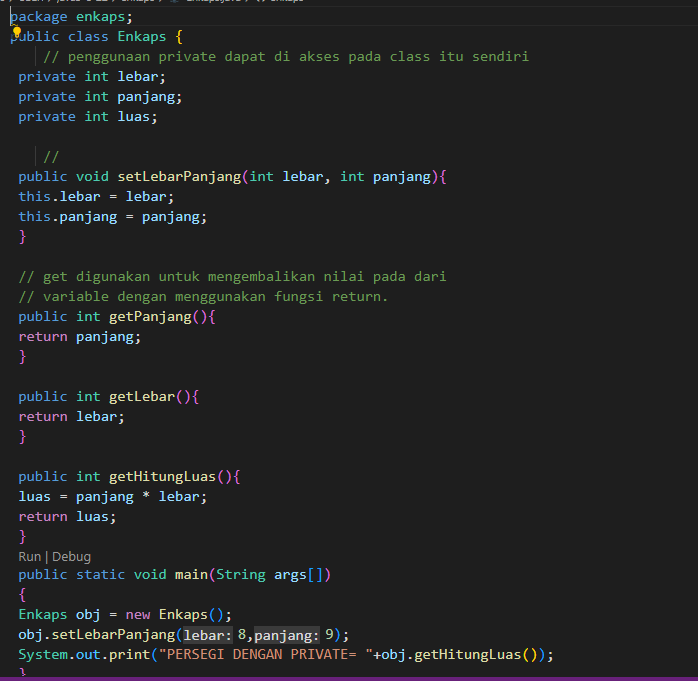 package enkaps;
public class Enkaps {
// penggunaan private dapat di akses pada class itu sendiri
private int lebar;
private int panjang;
private int luas;
//
public void setLebarPanjang(int lebar, int panjang){
this.lebar = lebar;
this.panjang = panjang;
}
// get digunakan untuk mengembalikan nilai pada dari
// variable dengan menggunakan fungsi return.
public int getPanjang(){
return panjang;
}
public int getLebar(){
return lebar;
}
public int getHitungLuas(){
luas = panjang * lebar;
return luas;
}
Run | Debug
public static void main(String args[])
{
Enkaps obj = new Enkaps();
obj.setLebarPanjang(lebar: 8,panjang: 9);
System.out.print("PERSEGI DENGAN PRIVATE= "+obj.getHitungLuas());
}